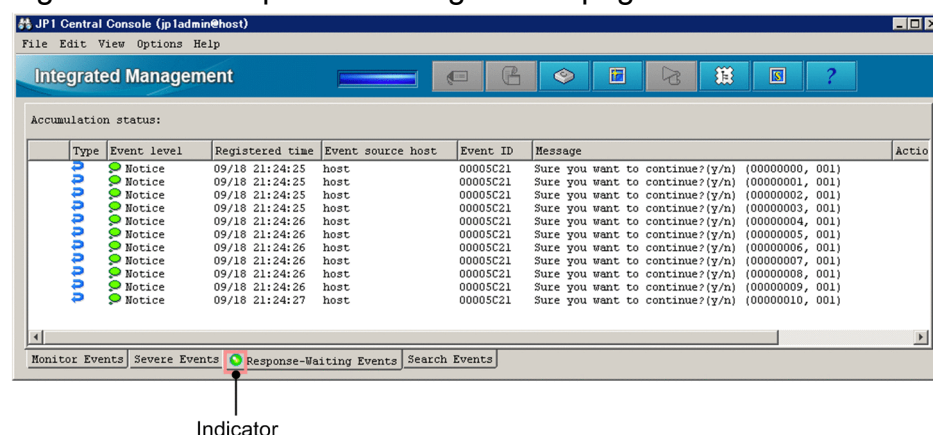 JP1 Central Console (jp1admin@host)
File Edit View Options Help
Integrated Management
?
Accumulation status:
Type Event level Registered time Event source host Event ID Message Actio
Notice 09/18 21:24:25 host 00005C21 Sure you want to continue?(y/n) (00000000, 001)
Notice 09/18 21:24:25 host 00005C21 Sure you want to continue?(y/n) (00000001, 001)
Notice 09/18 21:24:25 host 00005C21 Sure you want to continue?(y/n) (00000002, 001)
Notice 09/18 21:24:25 host 00005C21 Sure you want to continue?(y/n) (00000003, 001)
Notice 09/18 21:24:26 host 00005C21 Sure you want to continue?(y/n) (00000004, 001)
Notice 09/18 21:24:26 host 00005C21 Sure you want to continue?(y/n) (00000005, 001)
Notice 09/18 21:24:26 host 00005C21 Sure you want to continue?(y/n) (00000006, 001)
Notice 09/18 21:24:26 host 00005C21 Sure you want to continue?(y/n) (00000007, 001)
Notice 09/18 21:24:26 host 00005C21 Sure you want to continue?(y/n) (00000008, 001)
Notice 09/18 21:24:26 host 00005C21 Sure you want to continue?(y/n) (00000009, 001)
Notice 09/18 21:24:27 host 00005C21 Sure you want to continue?(y/n) (00000010, 001)
Monitor Events Severe Events Response-Waiting Events Search Events
Indicator